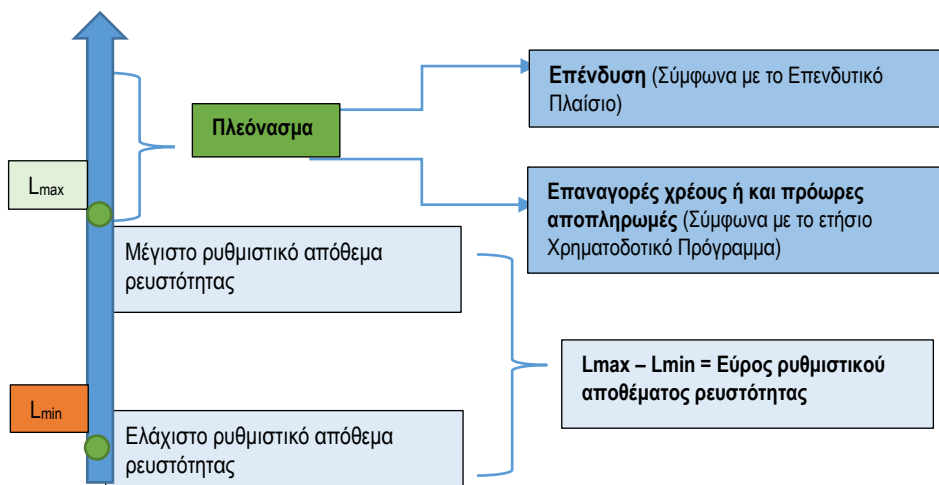 Επένδυση (Σύμφωνα με το Επενδυτικό
Πλαίσιο)
Πλεόνασμα
Lmax
Επαναγορές χρέους ή και πρόωρες
αποπληρωμές (Σύμφωνα με το ετήσιο
Χρηματοδοτικό Πρόγραμμα)
Μέγιστο ρυθμιστικό απόθεμα
ρευστότητας
Lmax – Lmin = Εύρος ρυθμιστικού
αποθέματος ρευστότητας
Lmin
Ελάχιστο ρυθμιστικό απόθεμα
ρευστότητας